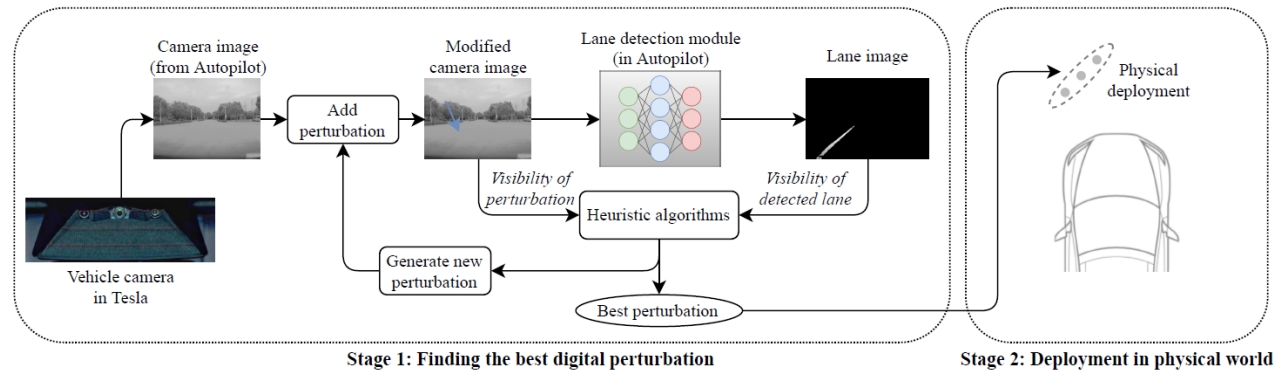 Camera image
(from Autopilot)
Modified
camera image
Lane detection module
(in Autopilot)
Lane image
Physical
deployment
Add
perturbation
Visibility of
perturbation
Visibility of
detected lane
Heuristic algorithms
Vehicle camera
in Tesla
Generate new
perturbation
Best perturbation
Stage 1: Finding the best digital perturbation
Stage 2: Deployment in physical world